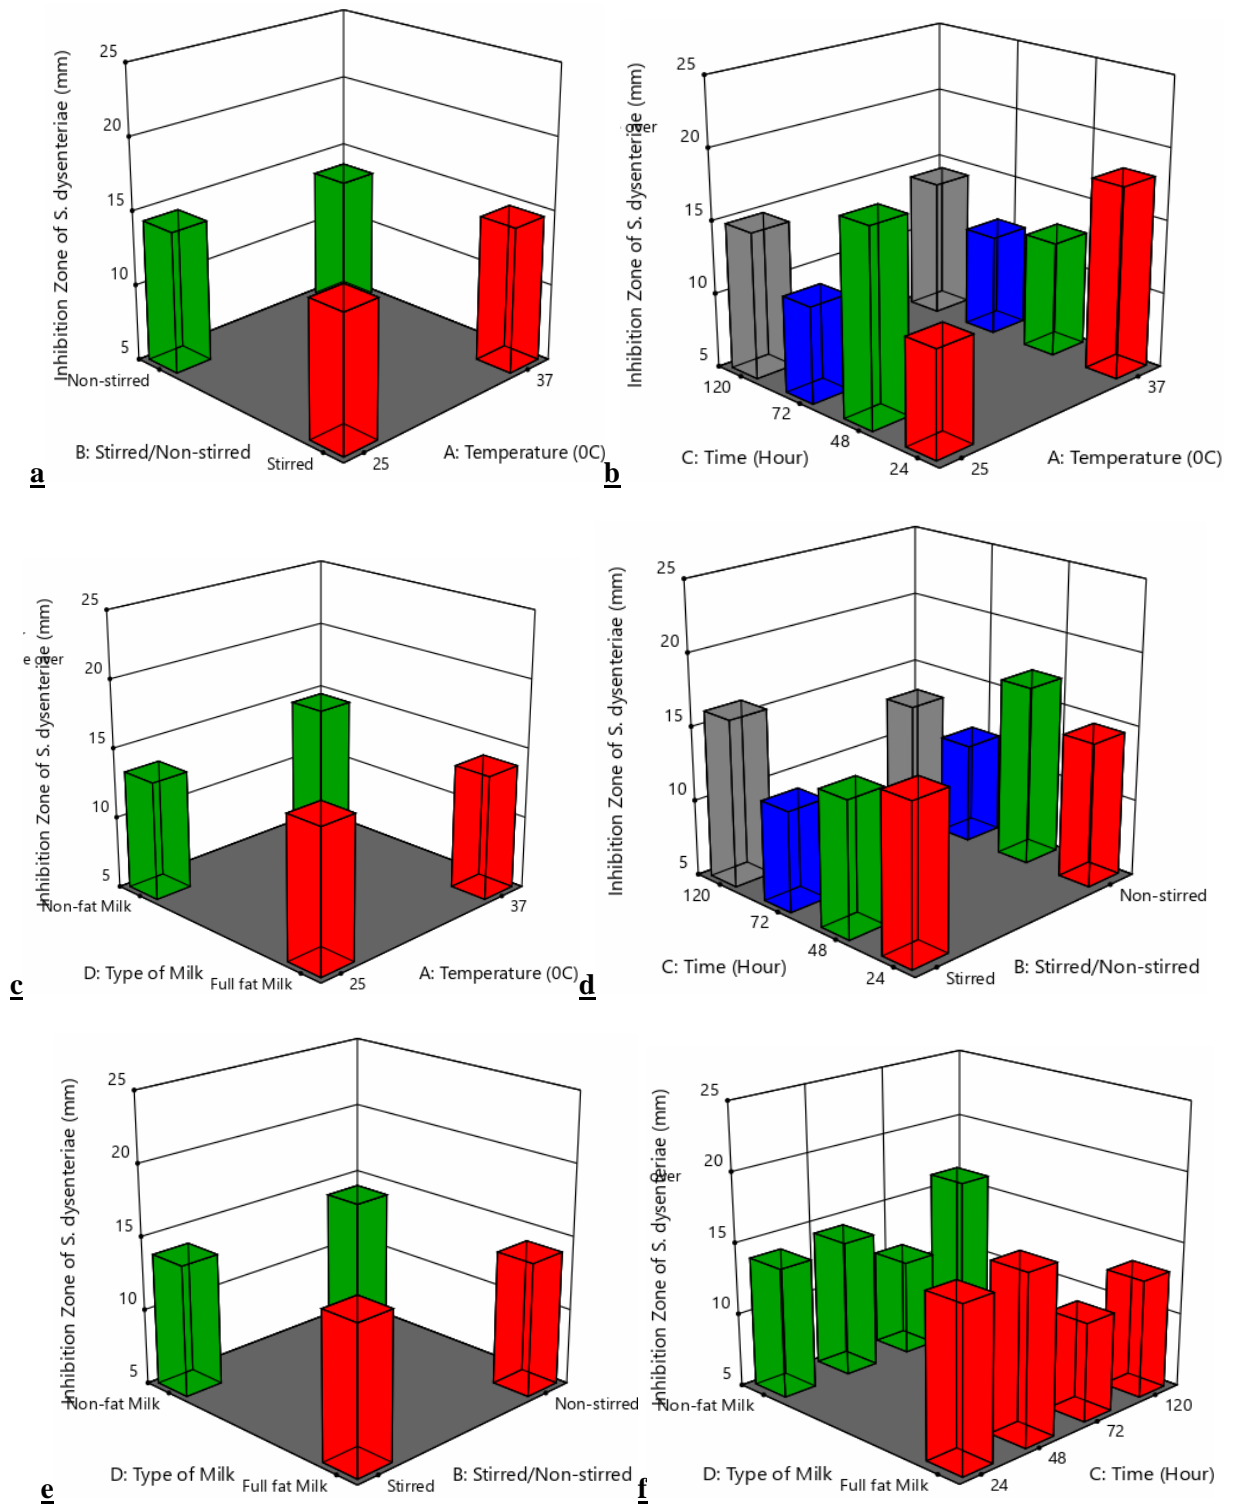 25
20
15
10
5
Inhibition Zone of S. dysenteriae (mm)
Non-stirred
B: Stirred/Non-stirred
Stirred
25
A: Temperature (0C)
37
a
25
20
15
10
5
Inhibition Zone of S. dysenteriae (mm)
over
120
72
48
24
C: Time (Hour)
25
A: Temperature (0C)
37
b
25
20
15
10
5
Inhibition Zone of S. dysenteriae (mm)
e over
Non-fat Milk
D: Type of Milk
Full fat Milk
25
A: Temperature (0C)
37
c
25
20
15
10
5
Inhibition Zone of S. dysenteriae (mm)
120
72
48
24
C: Time (Hour)
Stirred
B: Stirred/Non-stirred
Non-stirred
d
25
20
15
10
5
Inhibition Zone of S. dysenteriae (mm)
Non-fat Milk
D: Type of Milk
Full fat Milk
Stirred
B: Stirred/Non-stirred
Non-stirred
e
25
20
15
10
5
Inhibition Zone of S. dysenteriae (mm)
over
Non-fat Milk
D: Type of Milk
Full fat Milk
24
48
72
120
C: Time (Hour)
f